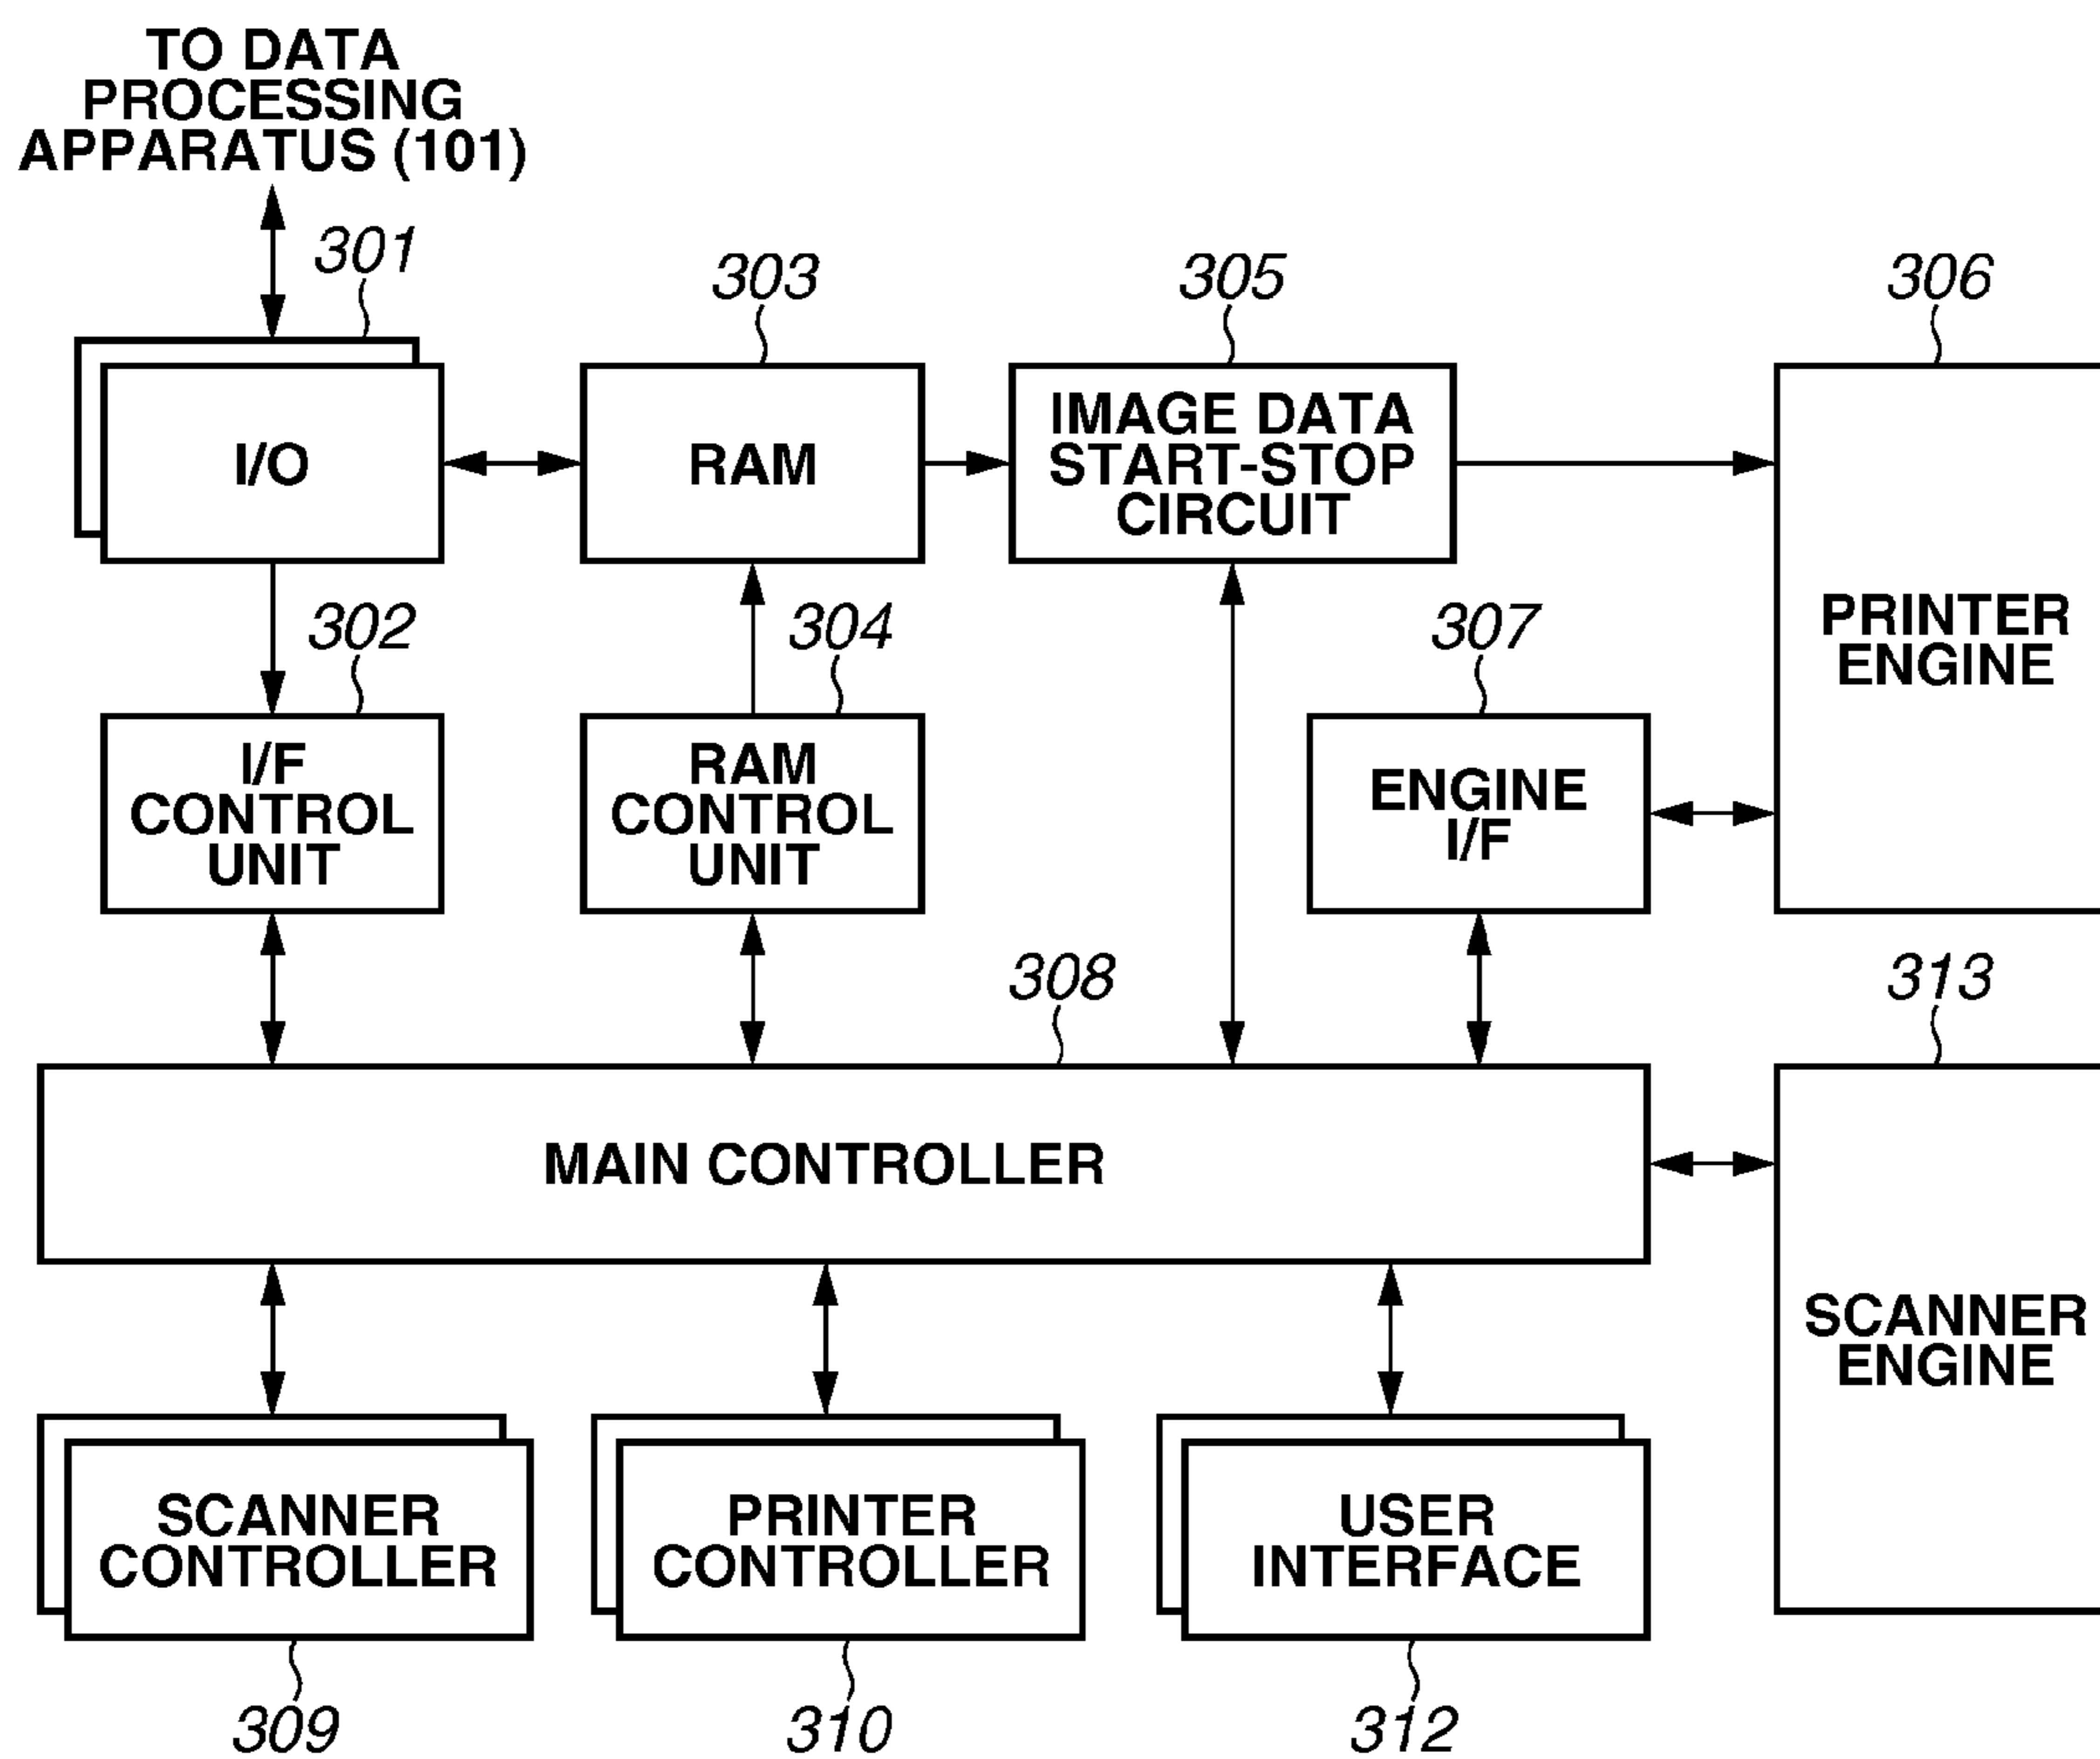 TO DATA
PROCESSING
APPARATUS (101)
301
303
305
306
I/O
RAM
IMAGE DATA
START-STOP
CIRCUIT
PRINTER
ENGINE
302
304
307
I/F
CONTROL
UNIT
RAM
CONTROL
UNIT
ENGINE
I/F
308
313
MAIN CONTROLLER
SCANNER
ENGINE
SCANNER
CONTROLLER
PRINTER
CONTROLLER
USER
INTERFACE
309
310
312